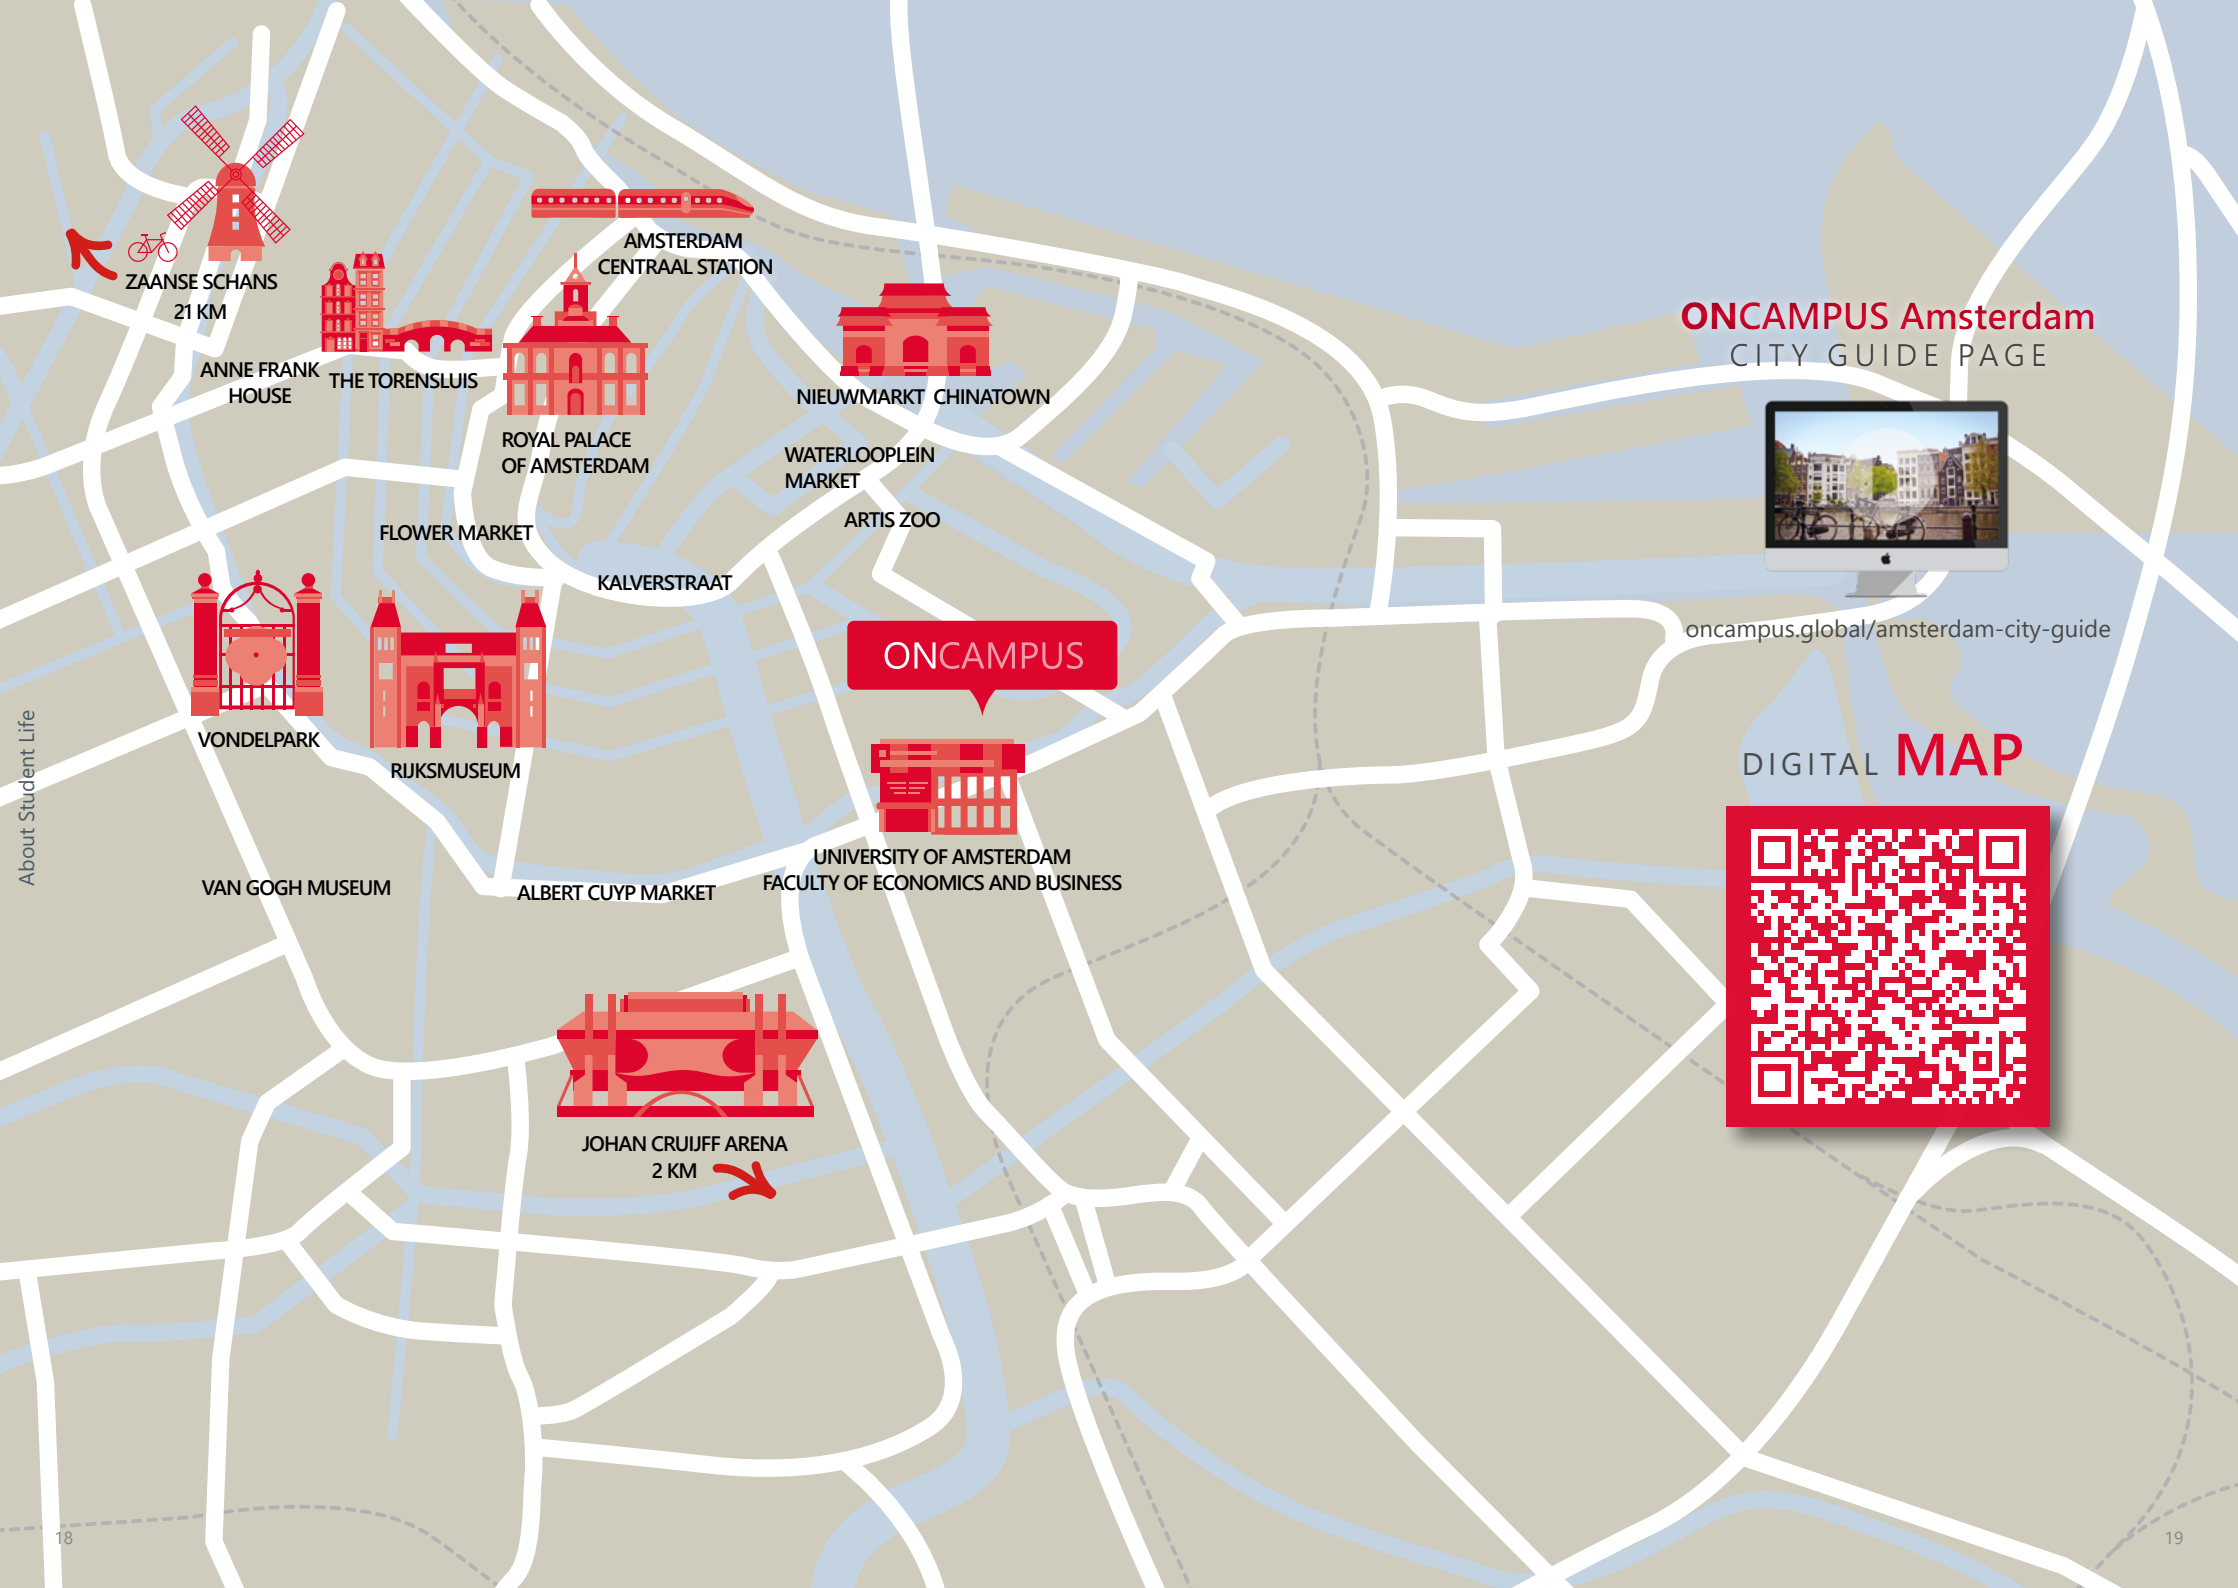 AMSTERDAM
CENTRAAL STATION
ZAANSE SCHANS
21 KM
ANNE FRANK
HOUSE
THE TORENSLUIS
ROYAL PALACE
OF AMSTERDAM
NIEUWMARKT CHINATOWN
WATERLOOPLEIN
MARKET
ARTIS ZOO
FLOWER MARKET
KALVERSTRAAT
ONCAMPUS
VONDELPARK
RIJKSMUSEUM
VAN GOGH MUSEUM
ALBERT CUYP MARKET
UNIVERSITY OF AMSTERDAM
FACULTY OF ECONOMICS AND BUSINESS
JOHAN CRUIJFF ARENA
2 KM
About Student Life
18
ONCAMPUS Amsterdam
CITY GUIDE PAGE
oncampus.global/amsterdam-city-guide
DIGITAL MAP
19